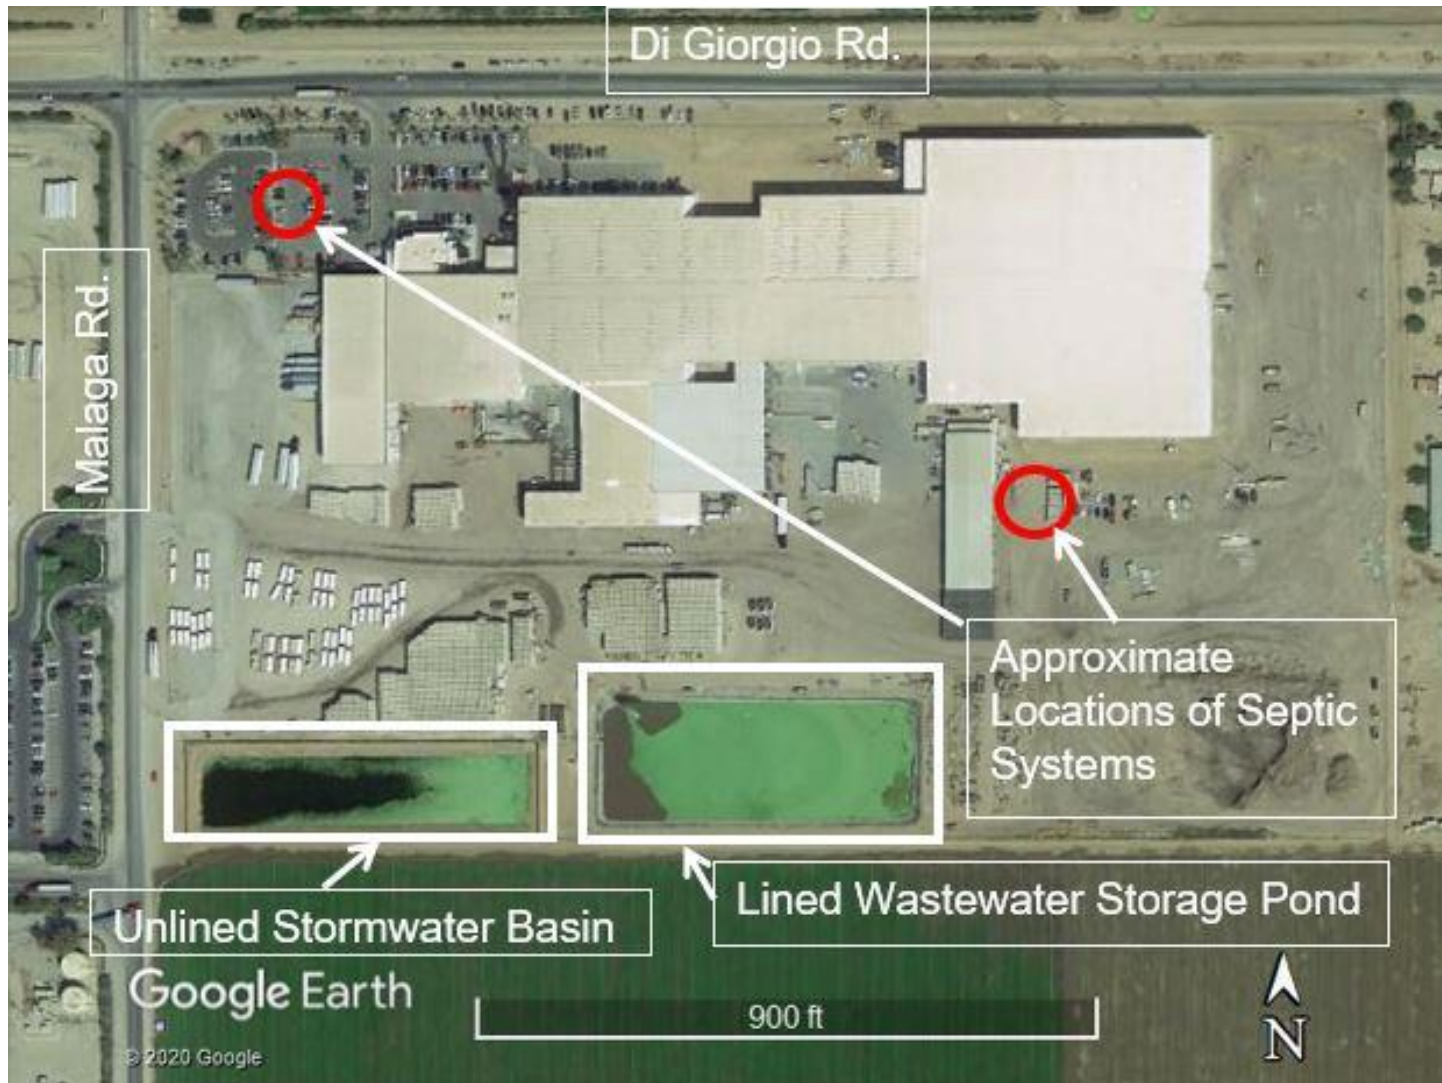 Di Giorgio Rd.
Malaga Rd.
Approximate
Locations of Septic
Systems
Unlined Stormwater Basin
Lined Wastewater Storage Pond
Google Earth
900 ft
N
© 2020 Google